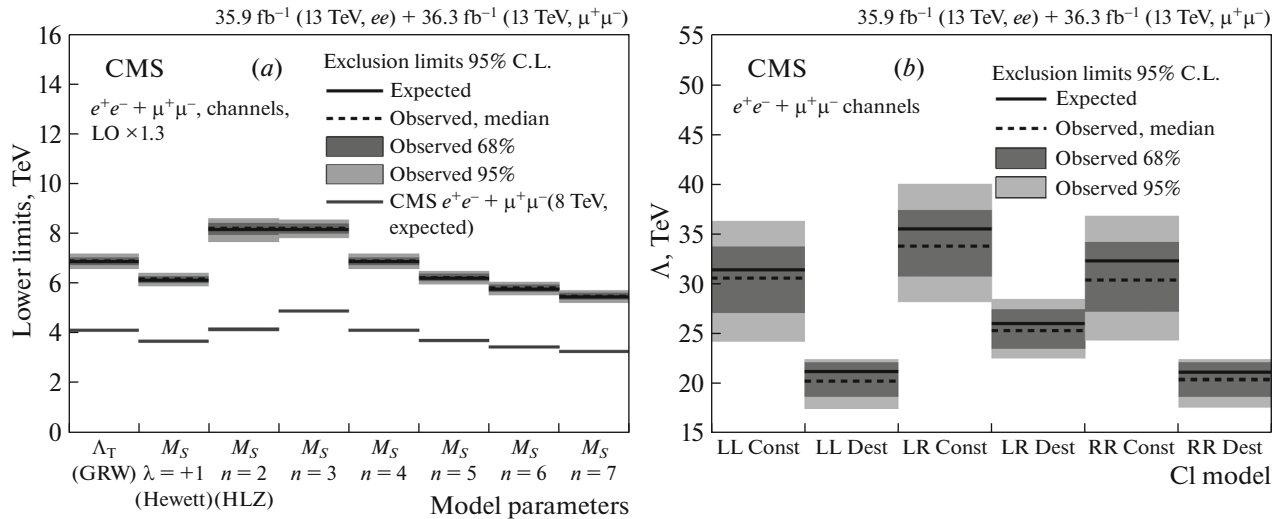 35.9 fb⁻¹ (13 TeV, ee) + 36.3 fb⁻¹ (13 TeV, μ⁺μ⁻)
16
14
12
10
8
6
4
2
0
Lower limits, TeV
CMS
(a)
e⁺e⁻ + μ⁺μ⁻, channels,
LO ×1.3
Exclusion limits 95% C.L.
Expected
Observed, median
Observed 68%
Observed 95%
CMS e⁺e⁻ + μ⁺μ⁻(8 TeV,
expected)
Λ_T M_S M_S M_S M_S M_S M_S M_S
(GRW) λ = +1 n = 2 n = 3 n = 4 n = 5 n = 6 n = 7
(Hewett) (HLZ)
Model parameters
35.9 fb⁻¹ (13 TeV, ee) + 36.3 fb⁻¹ (13 TeV, μ⁺μ⁻)
55
50
45
40
35
30
25
20
15
Λ, TeV
CMS
(b)
e⁺e⁻ + μ⁺μ⁻ channels
Exclusion limits 95% C.L.
Expected
Observed, median
Observed 68%
Observed 95%
LL Const LL Dest LR Const LR Dest RR Const RR Dest
Cl model